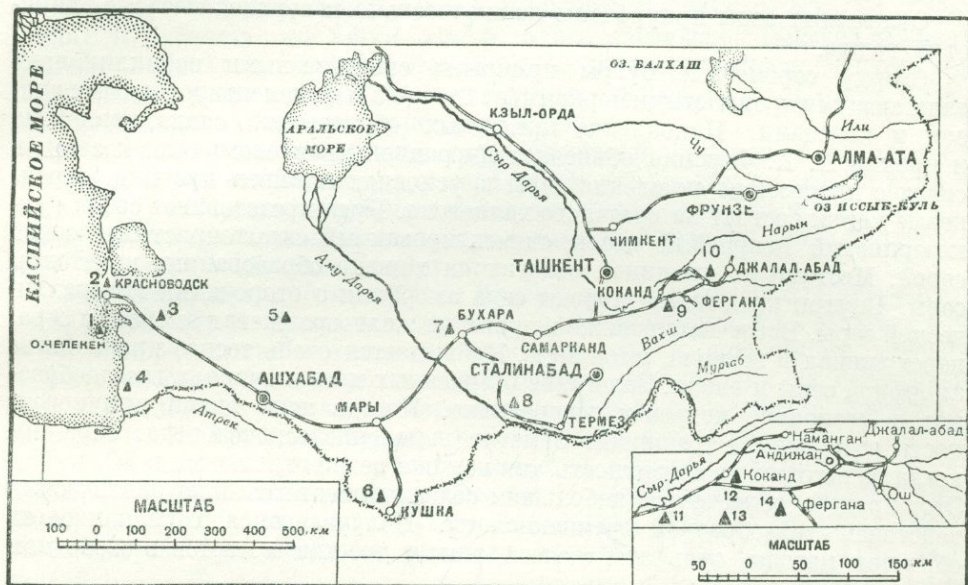 КАСПИЙСКОЕ МОРЕ
АРАЛЬСКОЕ
МОРЕ
ОЗ. БАЛХАШ
КЗЫЛ-ОРДА
Сыр Дарья
Чу
Или
АЛМА-АТА
ФРУНЗЕ
ОЗ ИССЫК-КУЛЬ
ЧИМКЕНТ
Нарын
ТАШКЕНТ
10
ДЖАЛАЛ-АБАД
КОКАНД
ФЕРГАНА
9
Аму-Дарья
2
КРАСНОВОДСК
3
5
О.ЧЕЛЕКЕН
4
7
БУХАРА
САМАРКАНД
Вахш
СТАЛИНАБАД
Мургаб
8
ТЕРМЕЗ
АШХАБАД
МАРЫ
Атрек
6
КУШКА
МАСШТАБ
100 0 100 200 300 400 500 км
Наманган
Джалал-абад
Андижан
Сыр-Дарья
Коканд
Ош
12
14
Фергана
11
13
МАСШТАБ
50 0 50 100 150 км